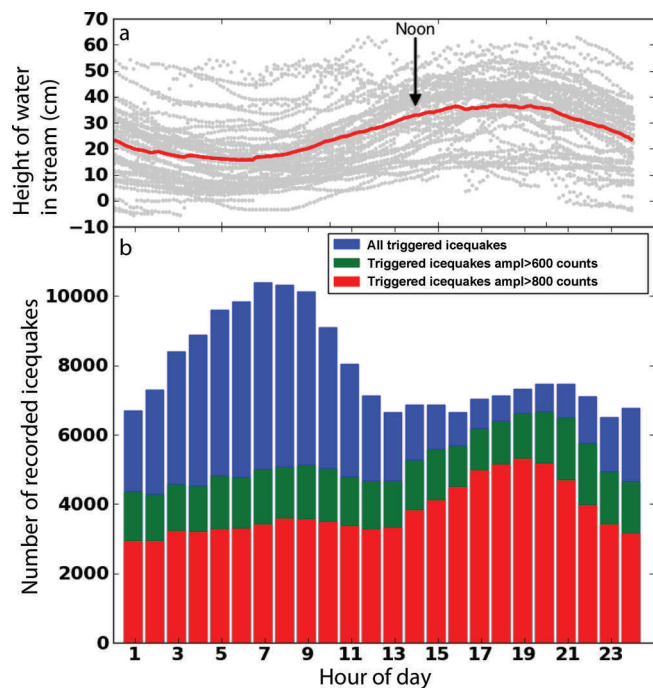 a
Noon
Height of water
in stream (cm)
70
60
50
40
30
20
10
0
−10
b
All triggered icequakes
Triggered icequakes ampl>600 counts
Triggered icequakes ampl>800 counts
Number of recorded icequakes
10000
8000
6000
4000
2000
0
1 3 5 7 9 11 13 15 17 19 21 23
Hour of day